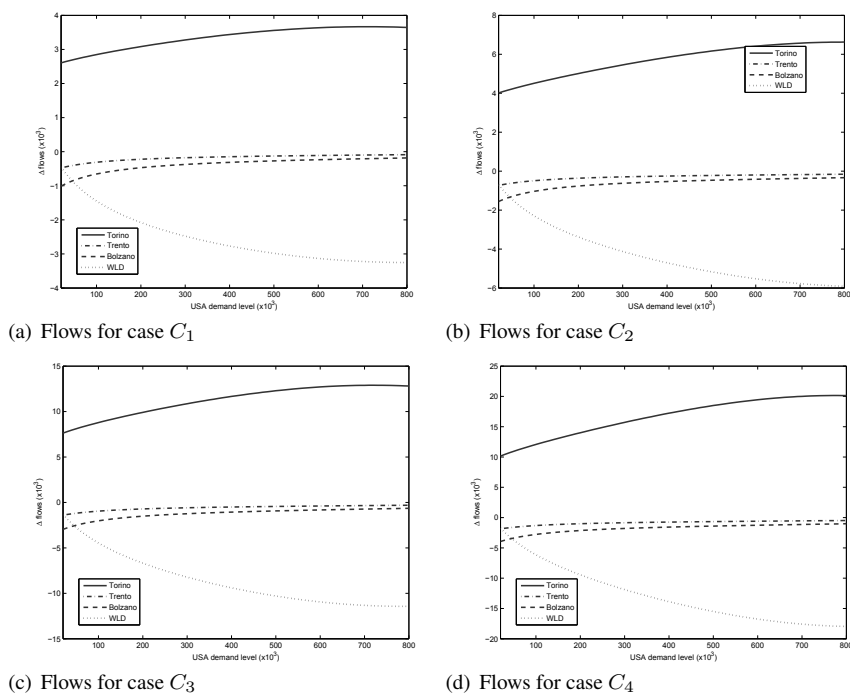 4
3
2
1
0
−1
−2
−3
−4
Δ flows (x10³)
Torino
Trento
Bolzano
WLD
100 200 300 400 500 600 700 800
USA demand level (x10³)
(a) Flows for case C₁
8
6
4
2
0
−2
−4
−6
Δ flows (x10³)
Torino
Trento
Bolzano
WLD
100 200 300 400 500 600 700 800
USA demand level (x10³)
(b) Flows for case C₂
15
10
5
0
−5
−10
−15
Δ flows (x10³)
Torino
Trento
Bolzano
WLD
100 200 300 400 500 600 700 800
USA demand level (x10³)
(c) Flows for case C₃
25
20
15
10
5
0
−5
−10
−15
−20
Δ flows (x10³)
Torino
Trento
Bolzano
WLD
100 200 300 400 500 600 700 800
USA demand level (x10³)
(d) Flows for case C₄